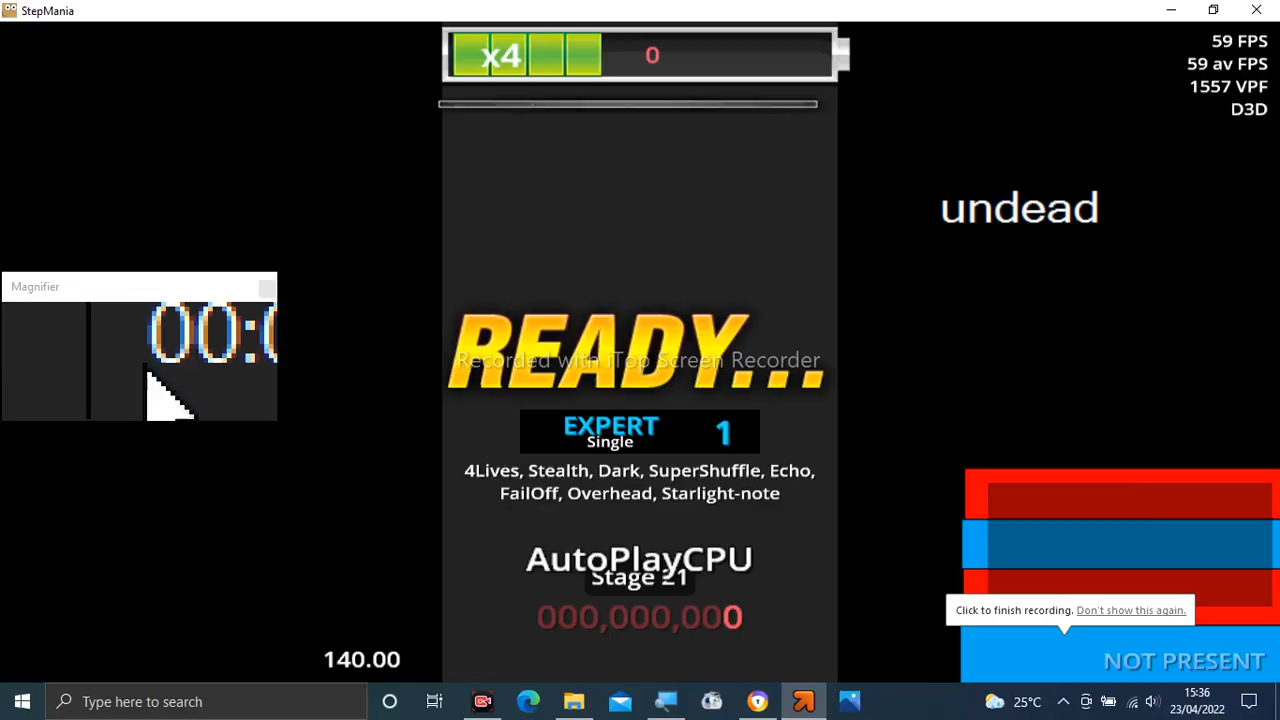 StepMania
x4
0
59 FPS
59 av FPS
1557 VPF
D3D
undead
Magnifier
00:0
READY...
Recorded with iTop Screen Recorder
EXPERT 1
Single
4Lives, Stealth, Dark, SuperShuffle, Echo,
FailOff, Overhead, Starlight-note
AutoPlayCPU
Stage 21
000,000,000
Click to finish recording. Don't show this again.
140.00
NOT PRESENT
Type here to search
25°C
15:36
23/04/2022